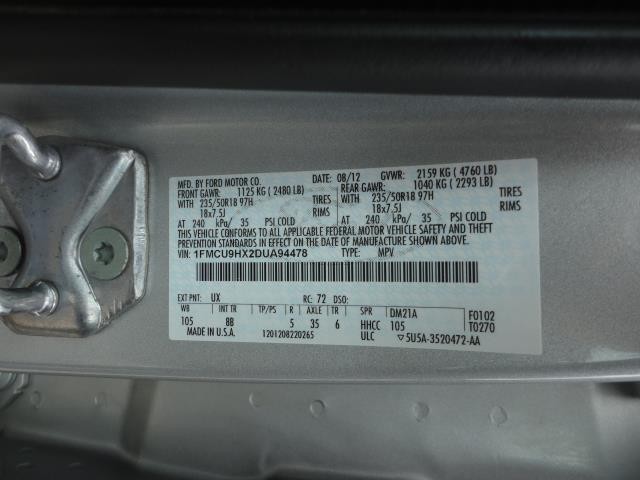 MFD. BY FORD MOTOR CO. DATE: 08/12 GVWR: 2159 KG ( 4760 LB)
FRONT GAWR: 1125 KG ( 2480 LB) REAR GAWR: 1040 KG ( 2293 LB)
WITH 235/50R18 97H TIRES WITH 235/50R18 97H TIRES
18x7.5J RIMS 18x7.5J RIMS
AT 240 kPa/ 35 PSI COLD AT 240 kPa/ 35 PSI COLD
THIS VEHICLE CONFORMS TO ALL APPLICABLE FEDERAL MOTOR VEHICLE SAFETY AND THEFT
PREVENTION STANDARDS IN EFFECT ON THE DATE OF MANUFACTURE SHOWN ABOVE.
VIN: 1FMCU9HX2DUA94478 TYPE: MPV
EXT PNT: UX RC: 72 DSO:
WB INT TR TP/PS R AXLE TR SPR DM21A F0102
105 8B 5 35 6 HHCC 105 T0270
MADE IN U.S.A. 1201208220265 ULC ▽5U5A-3520472-AA